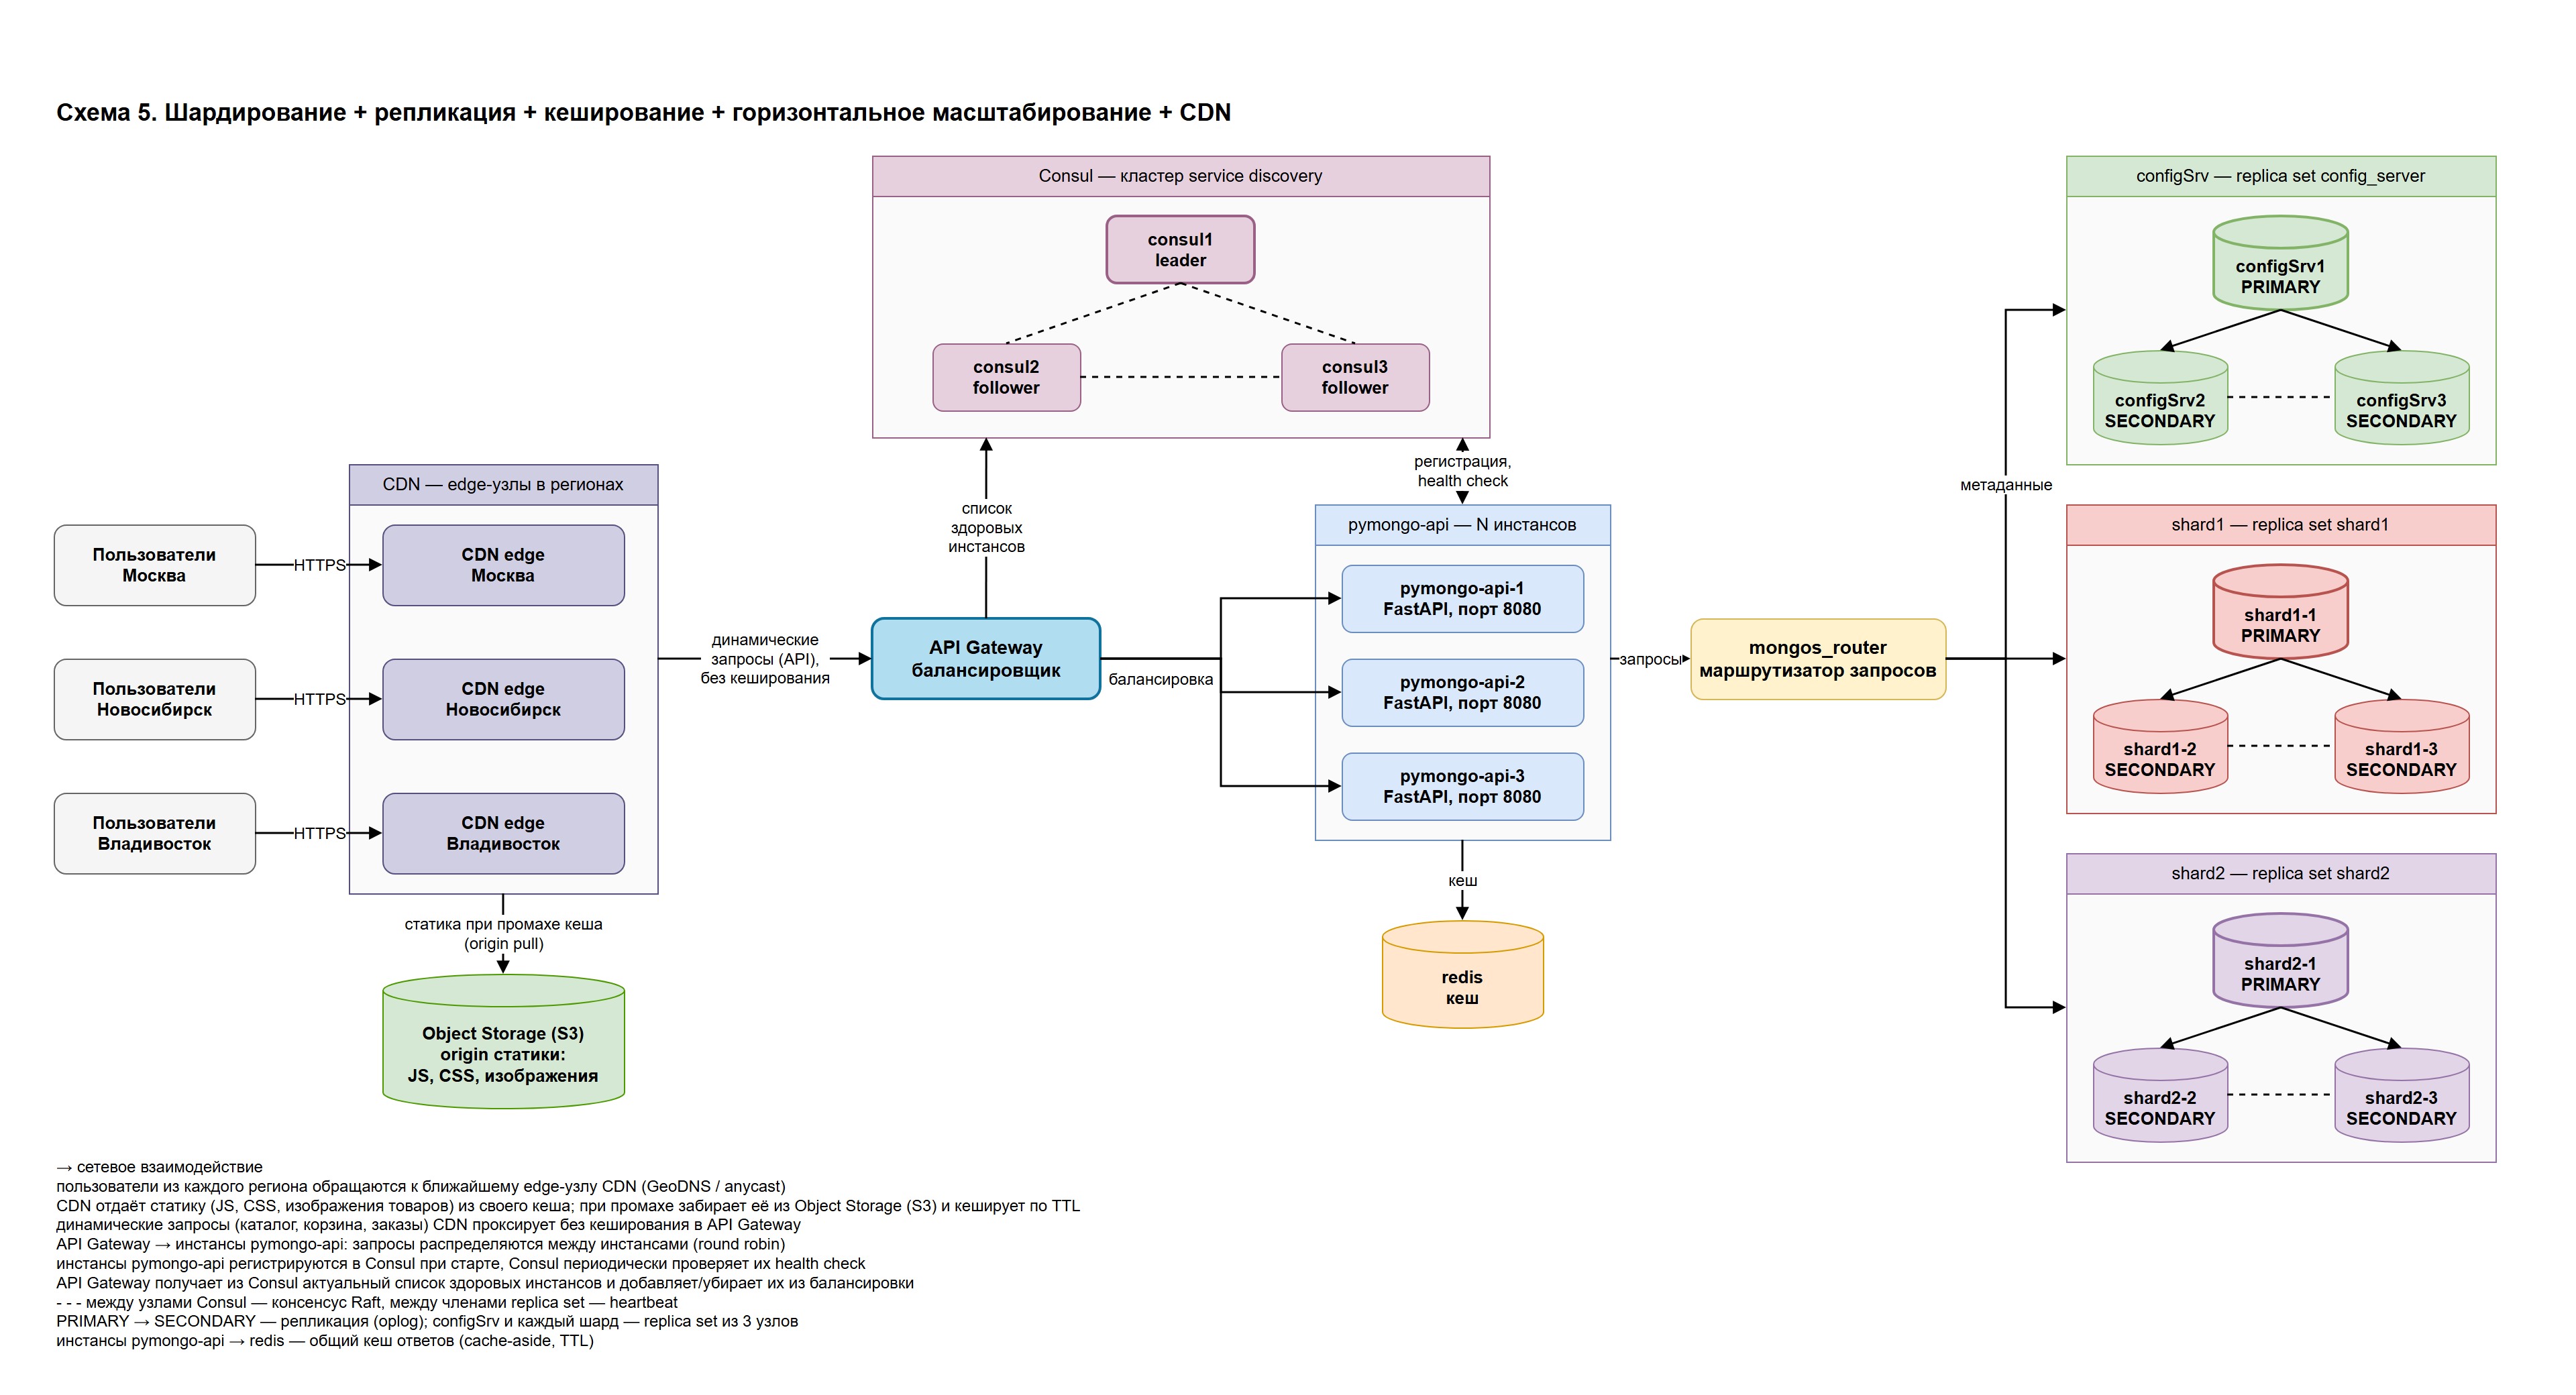 Схема 5. Шардирование + репликация + кеширование + горизонтальное масштабирование + CDN
Consul — кластер service discovery
consul1
leader
consul2
follower
consul3
follower
configSrv — replica set config_server
configSrv1
PRIMARY
configSrv2
SECONDARY
configSrv3
SECONDARY
CDN — edge-узлы в регионах
Пользователи
Москва
HTTPS
CDN edge
Москва
Пользователи
Новосибирск
HTTPS
CDN edge
Новосибирск
Пользователи
Владивосток
HTTPS
CDN edge
Владивосток
динамические
запросы (API),
без кеширования
список
здоровых
инстансов
API Gateway
балансировщик
балансировка
регистрация,
health check
pymongo-api — N инстансов
pymongo-api-1
FastAPI, порт 8080
pymongo-api-2
FastAPI, порт 8080
pymongo-api-3
FastAPI, порт 8080
запросы
mongos_router
маршрутизатор запросов
метаданные
shard1 — replica set shard1
shard1-1
PRIMARY
shard1-2
SECONDARY
shard1-3
SECONDARY
shard2 — replica set shard2
shard2-1
PRIMARY
shard2-2
SECONDARY
shard2-3
SECONDARY
кеш
redis
кеш
статика при промахе кеша
(origin pull)
Object Storage (S3)
origin статики:
JS, CSS, изображения
→ сетевое взаимодействие
пользователи из каждого региона обращаются к ближайшему edge-узлу CDN (GeoDNS / anycast)
CDN отдаёт статику (JS, CSS, изображения товаров) из своего кеша; при промахе забирает её из Object Storage (S3) и кеширует по TTL
динамические запросы (каталог, корзина, заказы) CDN проксирует без кеширования в API Gateway
API Gateway → инстансы pymongo-api: запросы распределяются между инстансами (round robin)
инстансы pymongo-api регистрируются в Consul при старте, Consul периодически проверяет их health check
API Gateway получает из Consul актуальный список здоровых инстансов и добавляет/убирает их из балансировки
- - - между узлами Consul — консенсус Raft, между членами replica set — heartbeat
PRIMARY → SECONDARY — репликация (oplog); configSrv и каждый шард — replica set из 3 узлов
инстансы pymongo-api → redis — общий кеш ответов (cache-aside, TTL)